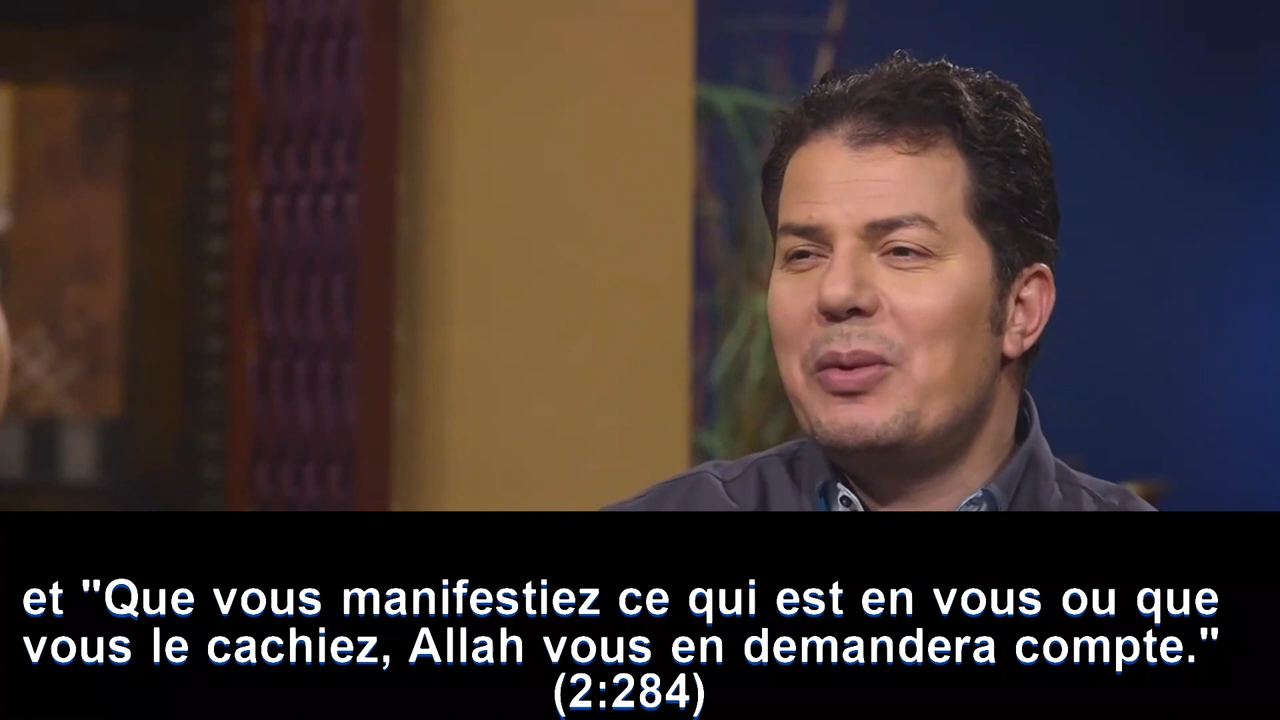 et "Que vous manifestiez ce qui est en vous ou que
vous le cachiez, Allah vous en demandera compte."
(2:284)